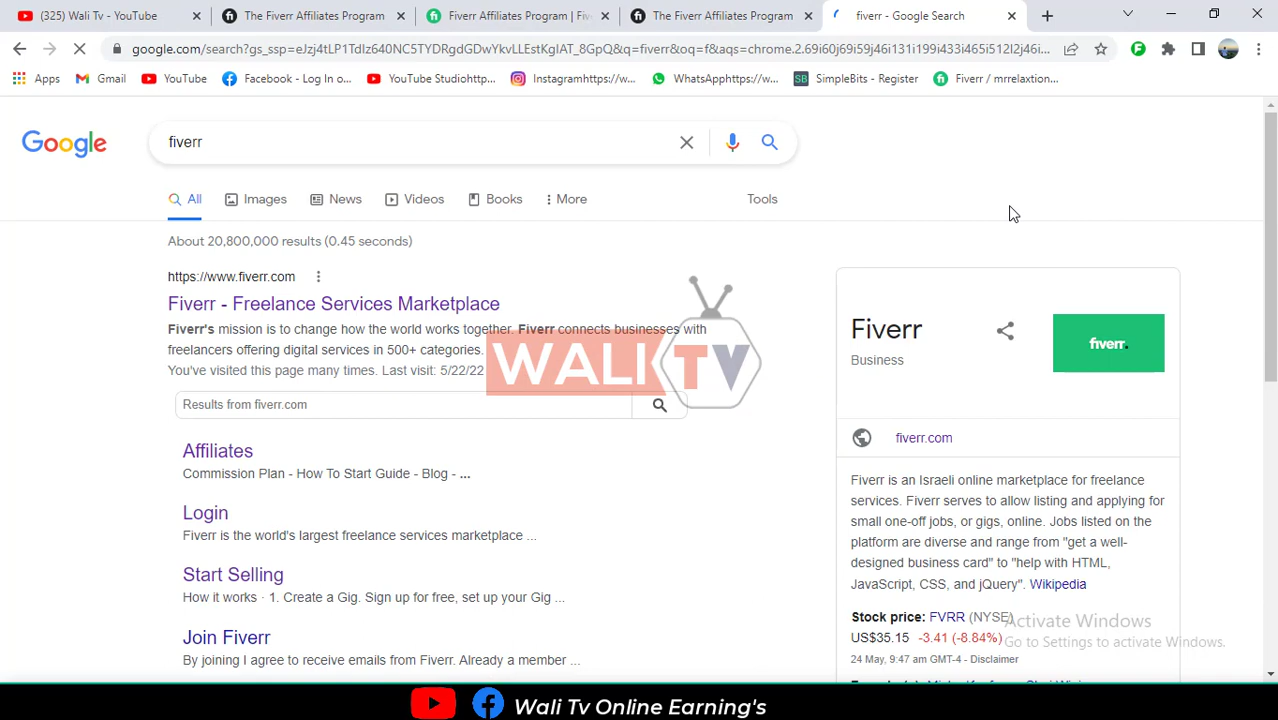 (325) Wali Tv - YouTube
The Fiverr Affiliates Program
Fiverr Affiliates Program | Five
The Fiverr Affiliates Program
fiverr - Google Search
google.com/search?gs_ssp=eJzj4tLP1TdIz640NC5TYDRgdGDwYkvLLEstKgIAT_8GpQ&q=fiverr&oq=f&aqs=chrome.2.69i60j69i59j46i131i199i433i465i512l2j46i...
Apps
Gmail
YouTube
Facebook - Log In o...
YouTube Studiohttp...
Instagramhttps://w...
WhatsApphttps://w...
SB
SimpleBits - Register
Fiverr / mrrelaxtion...
Google
fiverr
All
Images
News
Videos
Books
More
Tools
About 20,800,000 results (0.45 seconds)
https://www.fiverr.com
Fiverr - Freelance Services Marketplace
Fiverr's mission is to change how the world works together. Fiverr connects businesses with
freelancers offering digital services in 500+ categories.
You've visited this page many times. Last visit: 5/22/22
WALI TV
Results from fiverr.com
Affiliates
Commission Plan - How To Start Guide - Blog - ...
Login
Fiverr is the world's largest freelance services marketplace ...
Start Selling
How it works · 1. Create a Gig. Sign up for free, set up your Gig ...
Join Fiverr
By joining I agree to receive emails from Fiverr. Already a member ...
Fiverr
Business
fiverr.
fiverr.com
Fiverr is an Israeli online marketplace for freelance
services. Fiverr serves to allow listing and applying for
small one-off jobs, or gigs, online. Jobs listed on the
platform are diverse and range from "get a well-
designed business card" to "help with HTML,
JavaScript, CSS, and jQuery". Wikipedia
Stock price: FVRR (NYSE)
US$35.15 -3.41 (-8.84%)
24 May, 9:47 am GMT-4 - Disclaimer
Activate Windows
Go to Settings to activate Windows.
Wali Tv Online Earning's